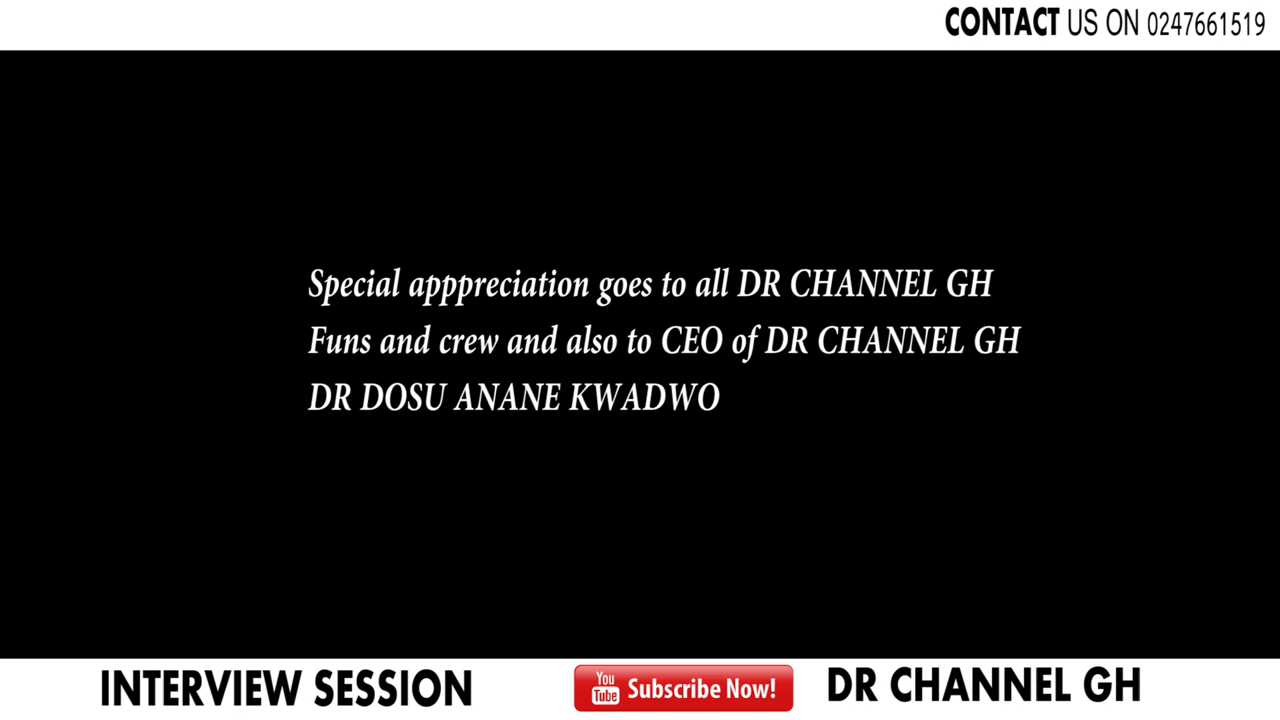 CONTACT US ON 0247661519
Special apppreciation goes to all DR CHANNEL GH
Funs and crew and also to CEO of DR CHANNEL GH
DR DOSU ANANE KWADWO
INTERVIEW SESSION
You Tube Subscribe Now!
DR CHANNEL GH